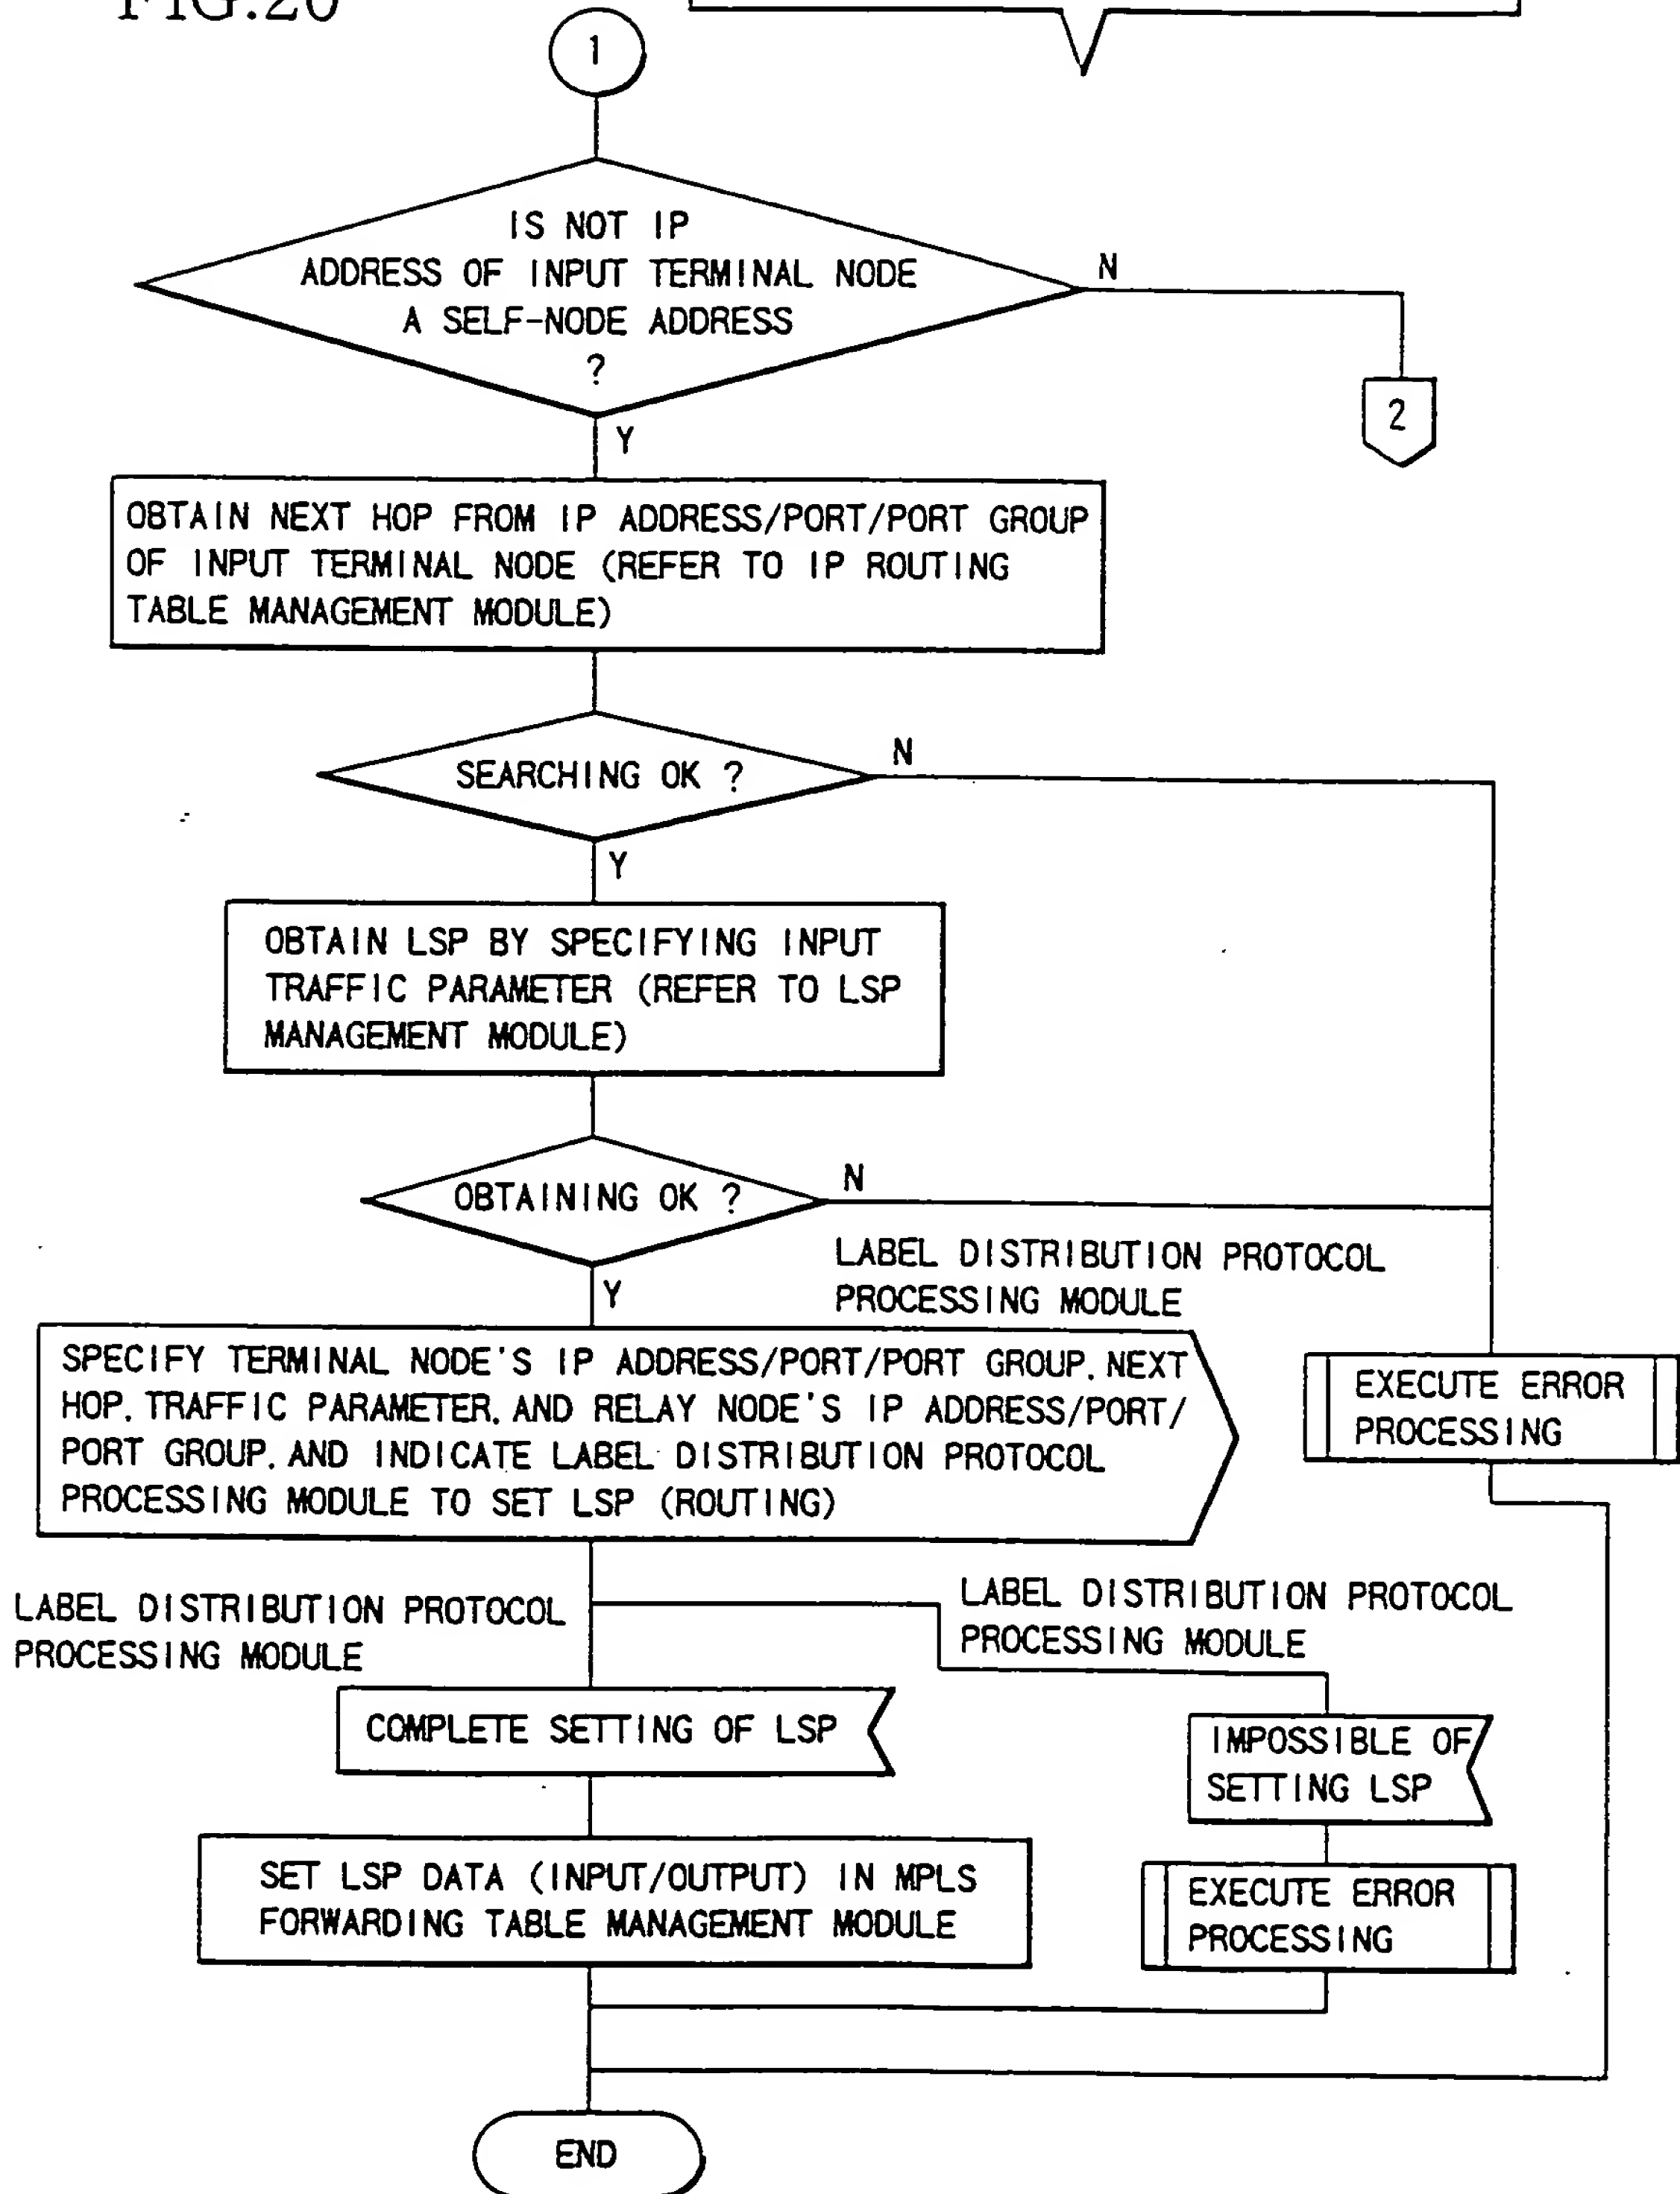 FIG.20
1
IS NOT IP
ADDRESS OF INPUT TERMINAL NODE
A SELF-NODE ADDRESS
?
N
2
Y
OBTAIN NEXT HOP FROM IP ADDRESS/PORT/PORT GROUP
OF INPUT TERMINAL NODE (REFER TO IP ROUTING
TABLE MANAGEMENT MODULE)
SEARCHING OK ?
N
Y
OBTAIN LSP BY SPECIFYING INPUT
TRAFFIC PARAMETER (REFER TO LSP
MANAGEMENT MODULE)
OBTAINING OK ?
N
Y
LABEL DISTRIBUTION PROTOCOL
PROCESSING MODULE
SPECIFY TERMINAL NODE'S IP ADDRESS/PORT/PORT GROUP, NEXT
HOP, TRAFFIC PARAMETER, AND RELAY NODE'S IP ADDRESS/PORT/
PORT GROUP, AND INDICATE LABEL DISTRIBUTION PROTOCOL
PROCESSING MODULE TO SET LSP (ROUTING)
EXECUTE ERROR
PROCESSING
LABEL DISTRIBUTION PROTOCOL
PROCESSING MODULE
LABEL DISTRIBUTION PROTOCOL
PROCESSING MODULE
COMPLETE SETTING OF LSP
IMPOSSIBLE OF
SETTING LSP
SET LSP DATA (INPUT/OUTPUT) IN MPLS
FORWARDING TABLE MANAGEMENT MODULE
EXECUTE ERROR
PROCESSING
END